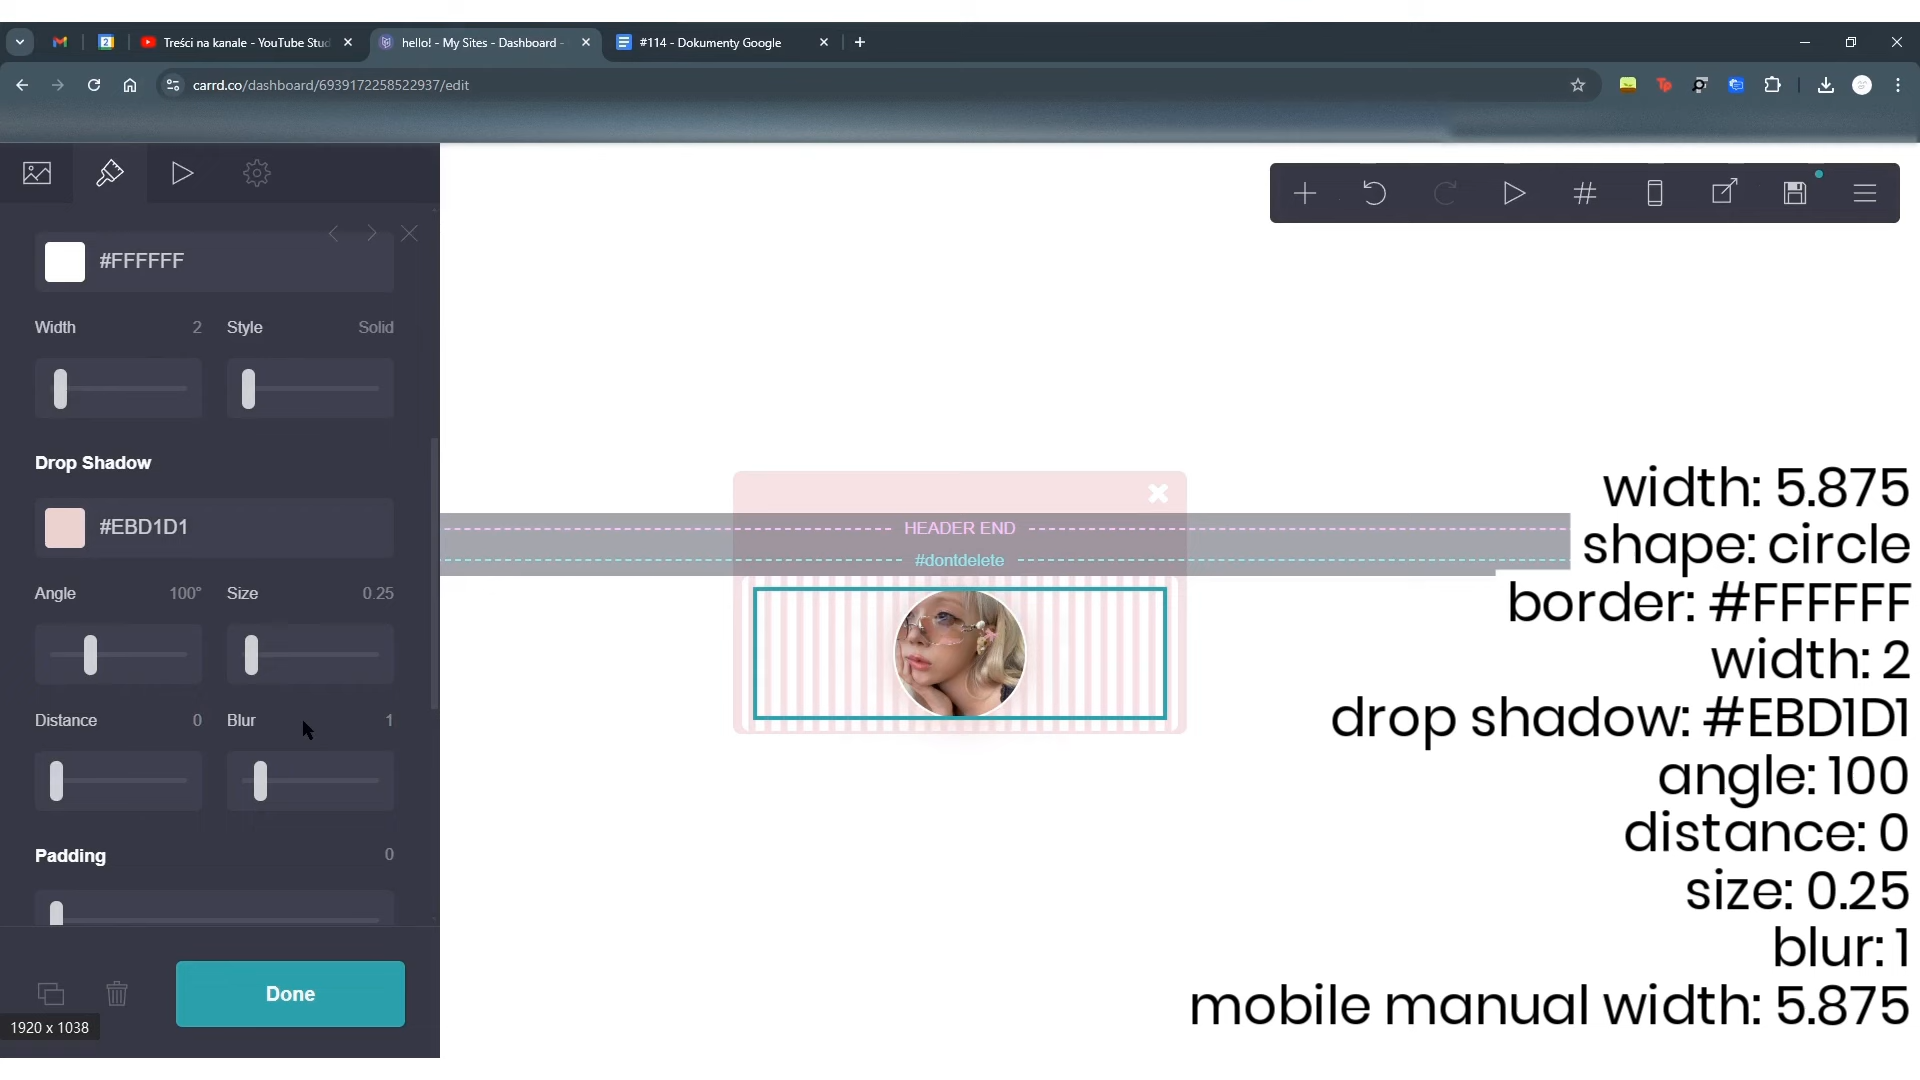 2
Treści na kanale - YouTube Stud
hello! - My Sites - Dashboard -
#114 - Dokumenty Google
carrd.co/dashboard/6939172258522937/edit
Tp
#FFFFFF
Width 2 Style Solid
Drop Shadow
#EBD1D1
Angle 100° Size 0.25
Distance 0 Blur 1
Padding 0
Done
1920 x 1038
HEADER END
#dontdelete
width: 5.875
shape: circle
border: #FFFFFF
width: 2
drop shadow: #EBD1D1
angle: 100
distance: 0
size: 0.25
blur: 1
mobile manual width: 5.875